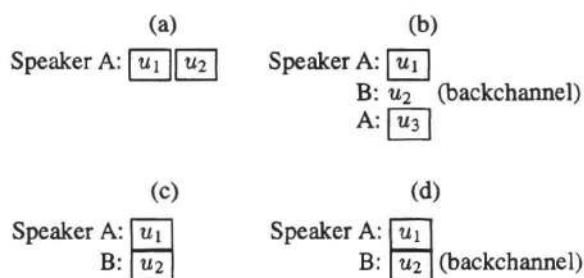 (a)
Speaker A: u1 u2
(b)
Speaker A: u1
B: u2 (backchannel)
A: u3
(c)
Speaker A: u1
B: u2
(d)
Speaker A: u1
B: u2 (backchannel)